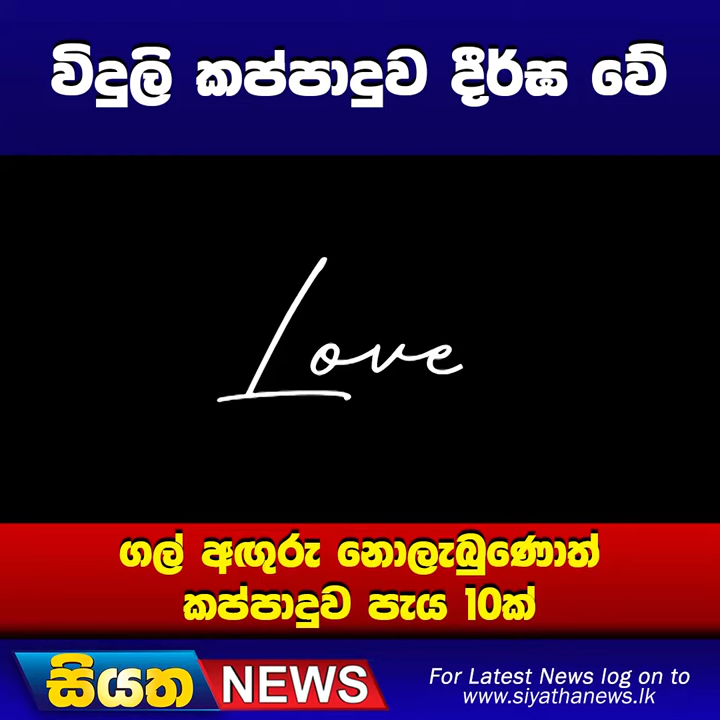 විදුලි කප්පාදුව දීර්ඝ වේ
Love
ගල් අඟුරු නොලැබුණොත්
කප්පාදුව පැය 10ක්
සියත NEWS
For Latest News log on to
www.siyathanews.lk